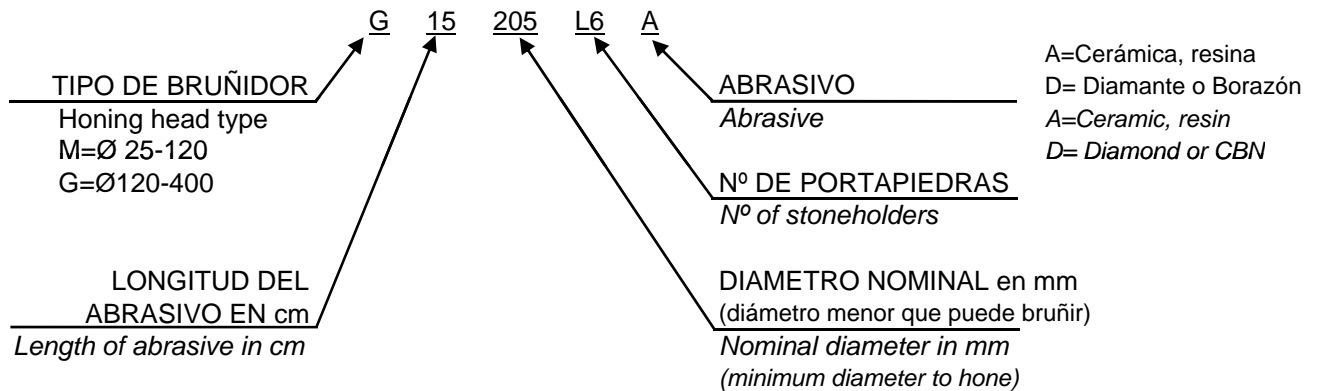 G 15 205 L6 A
TIPO DE BRUÑIDOR
Honing head type
M=Ø 25-120
G=Ø120-400
LONGITUD DEL
ABRASIVO EN cm
Length of abrasive in cm
ABRASIVO
Abrasive
Nº DE PORTAPIEDRAS
Nº of stoneholders
DIAMETRO NOMINAL en mm
(diámetro menor que puede bruñir)
Nominal diameter in mm
(minimum diameter to hone)
A=Cerámica, resina
D= Diamante o Borazón
A=Ceramic, resin
D= Diamond or CBN